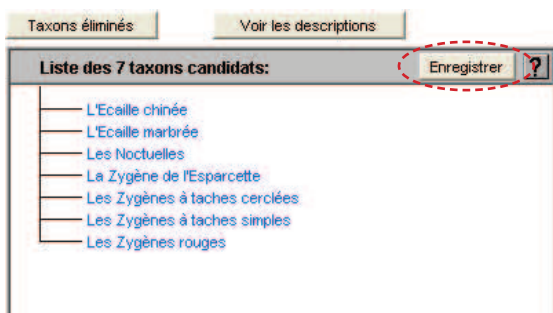 Taxons éliminés Voir les descriptions
Liste des 7 taxons candidats: Enregistrer ?
L'Ecaille chinée
L'Ecaille marbrée
Les Noctuelles
La Zygène de l'Esparcette
Les Zygènes à taches cerclées
Les Zygènes à taches simples
Les Zygènes rouges